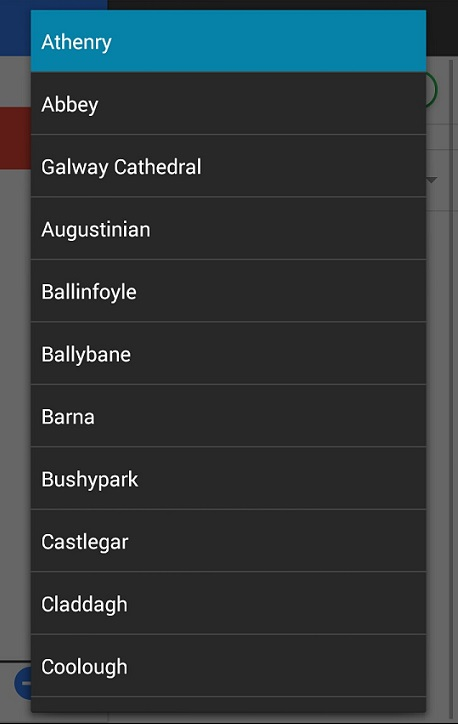 Athenry
Abbey
Galway Cathedral
Augustinian
Ballinfoyle
Ballybane
Barna
Bushypark
Castlegar
Claddagh
Coolough